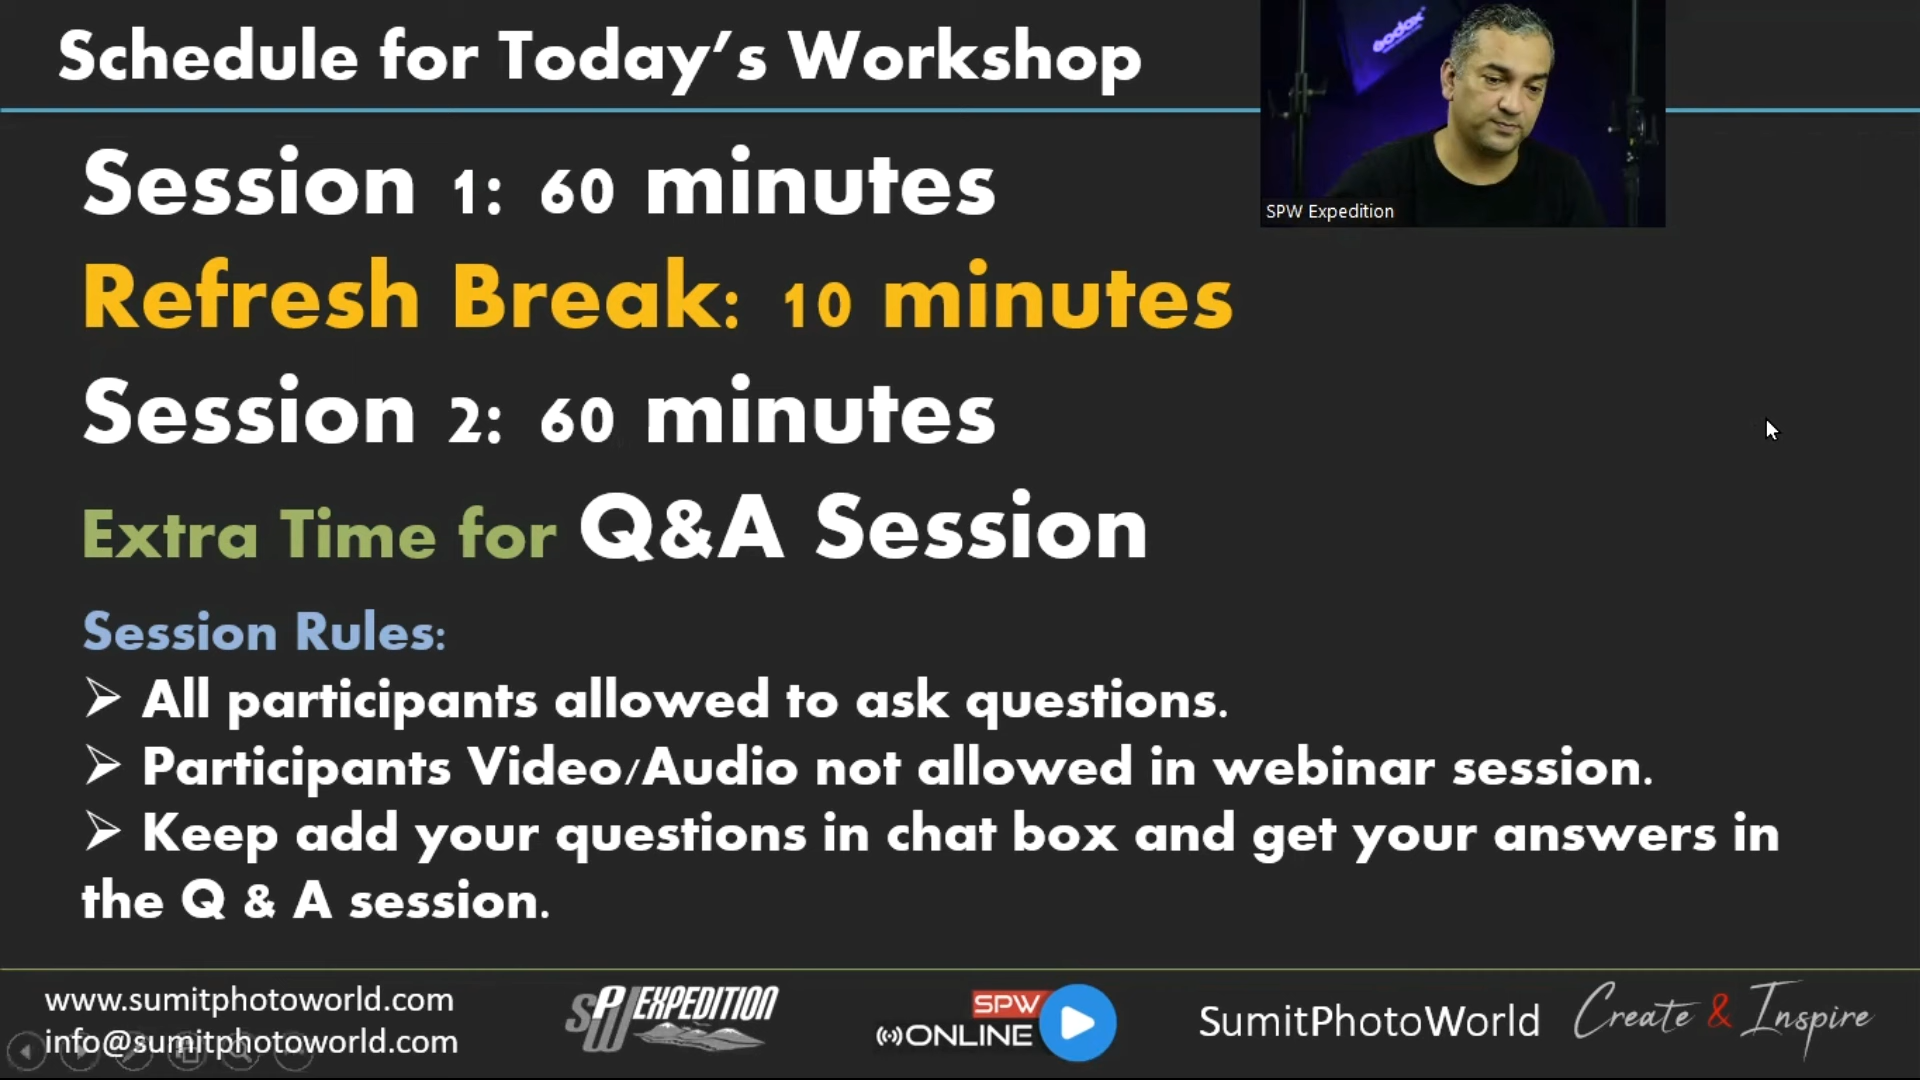 Schedule for Today's Workshop
Godox
SPW Expedition
Session 1: 60 minutes
Refresh Break: 10 minutes
Session 2: 60 minutes
Extra Time for Q&A Session
Session Rules:
➢ All participants allowed to ask questions.
➢ Participants Video/Audio not allowed in webinar session.
➢ Keep add your questions in chat box and get your answers in
the Q & A session.
www.sumitphotoworld.com
info@sumitphotoworld.com
SPW EXPEDITION
SPW
ONLINE
SumitPhotoWorld
Create & Inspire